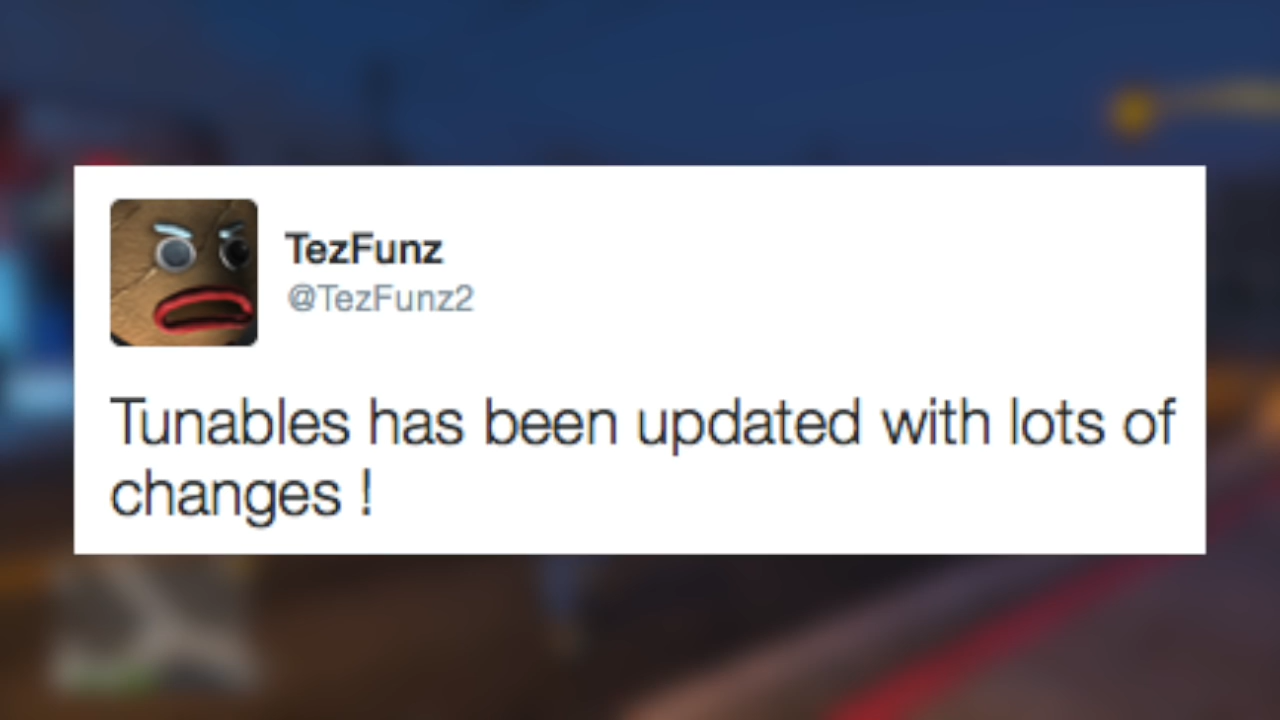 TezFunz
@TezFunz2
Tunables has been updated with lots of
changes !